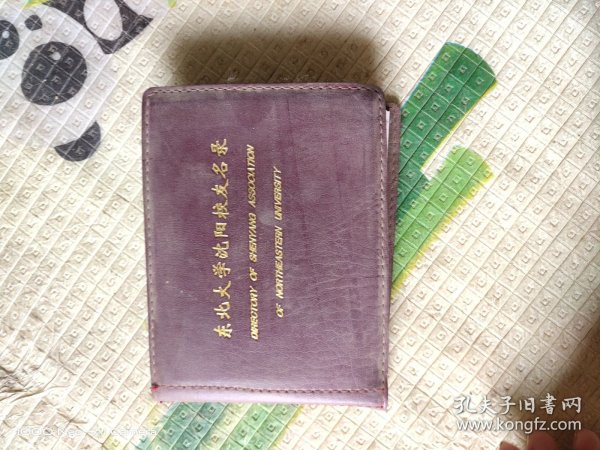 东北大学沈阳校友名录
DIRECTORY OF SHENYANG ASSOCIATION
OF NORTHEASTERN UNIVERSITY
孔夫子旧书网
kongfz.com